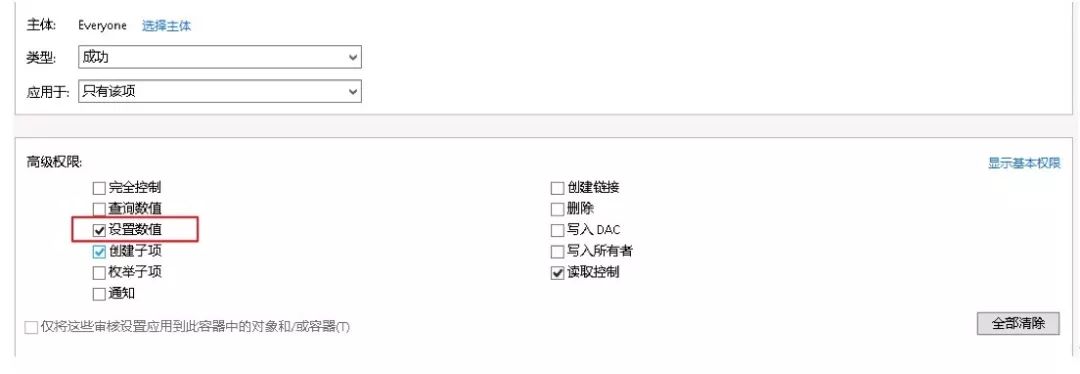 主体: Everyone 选择主体
类型: 成功
应用于: 只有该项
高级权限: 显示基本权限
完全控制 创建链接
查询数值 删除
设置数值 写入 DAC
创建子项 写入所有者
枚举子项 读取控制
通知
仅将这些审核设置应用到此容器中的对象和/或容器(T) 全部清除